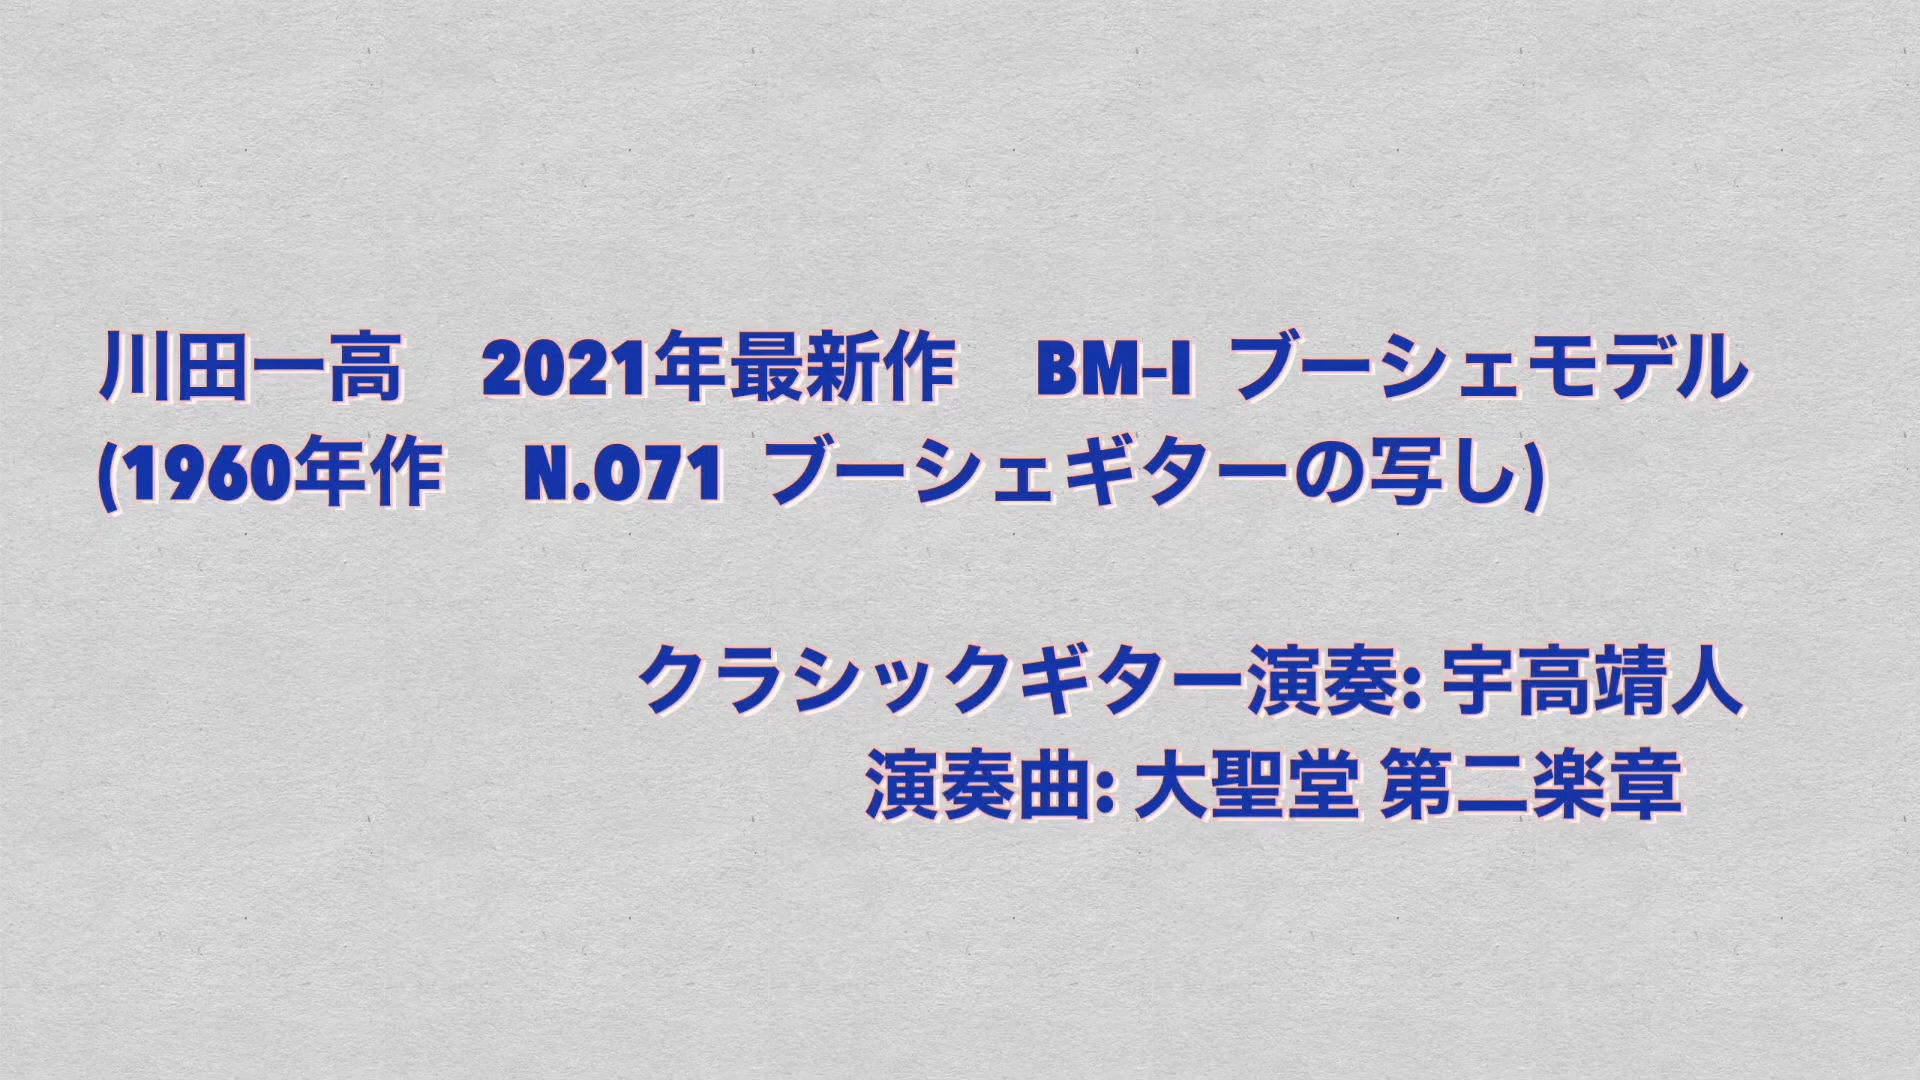 川田一高　2021年最新作　BM-I ブーシェモデル
(1960年作　N.071 ブーシェギターの写し)
クラシックギター演奏: 宇高靖人
演奏曲: 大聖堂 第二楽章